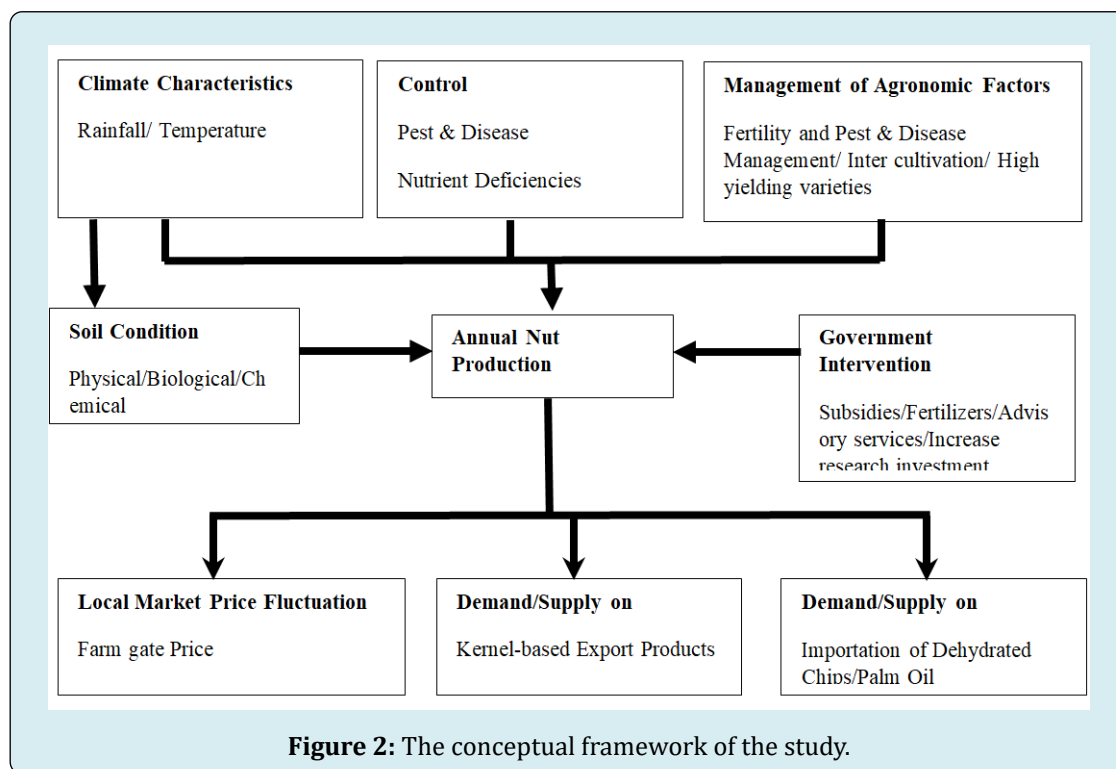 Climate Characteristics
Rainfall/ Temperature
Control
Pest & Disease
Nutrient Deficiencies
Management of Agronomic Factors
Fertility and Pest & Disease
Management/ Inter cultivation/ High
yielding varieties
Soil Condition
Physical/Biological/Ch
emical
Annual Nut
Production
Government
Intervention
Subsidies/Fertilizers/Advis
ory services/Increase
research investment
Local Market Price Fluctuation
Farm gate Price
Demand/Supply on
Kernel-based Export Products
Demand/Supply on
Importation of Dehydrated
Chips/Palm Oil
Figure 2: The conceptual framework of the study.